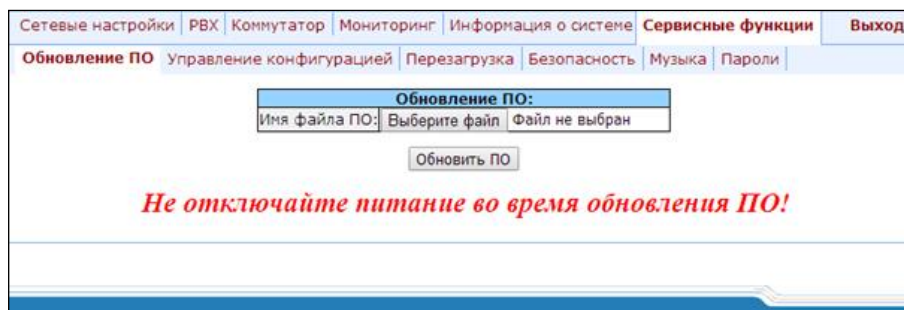 Сетевые настройки PBX Коммутатор Мониторинг Информация о системе Сервисные функции Выход
Обновление ПО Управление конфигурацией Перезагрузка Безопасность Музыка Пароли
Обновление ПО:
Имя файла ПО: Выберите файл Файл не выбран
Обновить ПО
Не отключайте питание во время обновления ПО!